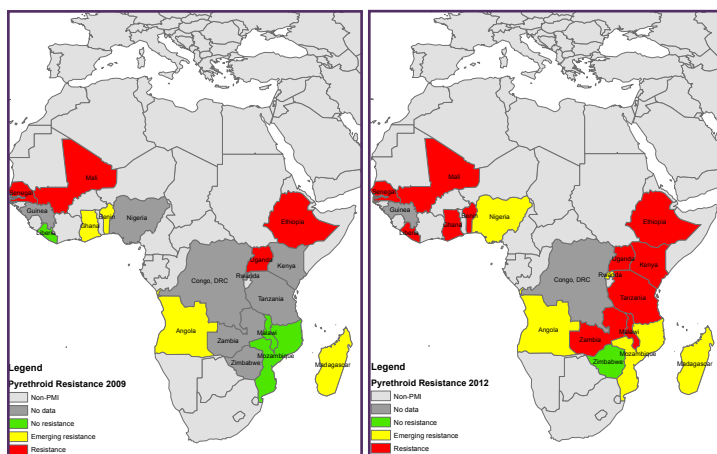 Mali
Senegal
Guinea
Liberia
Ghana
Benin
Nigeria
Ethiopia
Uganda
Kenya
Rwanda
Congo, DRC
Tanzania
Angola
Zambia
Malawi
Mozambique
Zimbabwe
Madagascar
Legend
Pyrethroid Resistance 2009
Non-PMI
No data
No resistance
Emerging resistance
Resistance
Mali
Senegal
Guinea
Liberia
Ghana
Benin
Nigeria
Ethiopia
Uganda
Kenya
Rwanda
Congo, DRC
Tanzania
Angola
Zambia
Malawi
Mozambique
Zimbabwe
Madagascar
Legend
Pyrethroid Resistance 2012
Non-PMI
No data
No resistance
Emerging resistance
Resistance